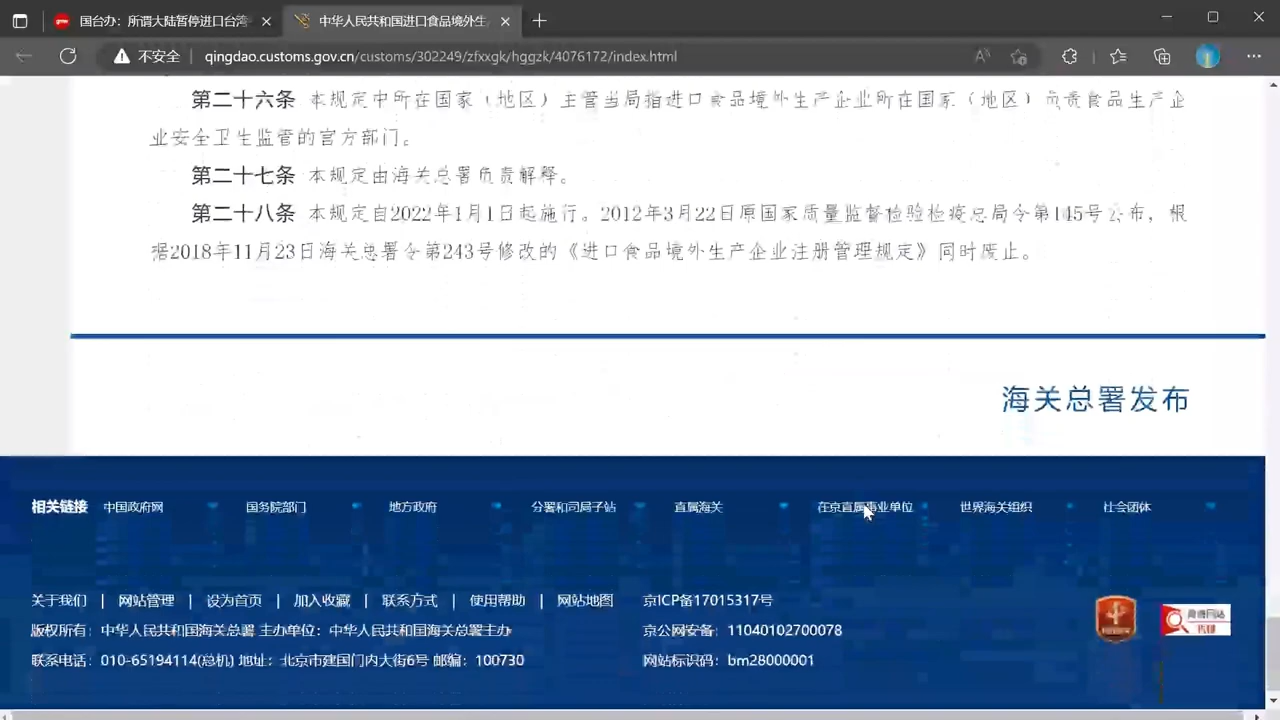 国台办：所谓大陆暂停进口台湾
中华人民共和国进口食品境外生
不安全
qingdao.customs.gov.cn/customs/302249/zfxxgk/hggzk/4076172/index.html
第二十六条 本规定中所在国家（地区）主管当局指进口食品境外生产企业所在国家（地区）负责食品生产企
业安全卫生监管的官方部门。
第二十七条 本规定由海关总署负责解释。
第二十八条 本规定自2022年1月1日起施行。2012年3月22日原国家质量监督检验检疫总局令第145号公布，根
据2018年11月23日海关总署令第243号修改的《进口食品境外生产企业注册管理规定》同时废止。
海关总署发布
相关链接 中国政府网 国务院部门 地方政府 分署和司局子站 直属海关 在京直属事业单位 世界海关组织 社会团体
关于我们 | 网站管理 | 设为首页 | 加入收藏 | 联系方式 | 使用帮助 | 网站地图 京ICP备17015317号
版权所有：中华人民共和国海关总署 主办单位：中华人民共和国海关总署主办 京公网安备：11040102700078
联系电话：010-65194114(总机) 地址：北京市建国门内大街6号 邮编：100730 网站标识码：bm28000001